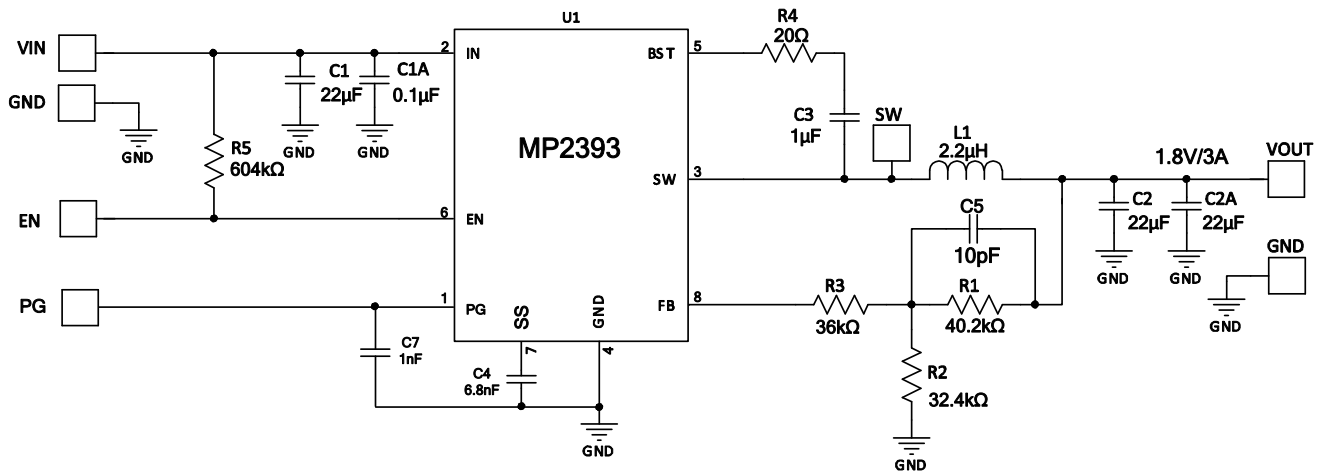 U1
VIN
2
IN
C1
22µF
C1A
0.1µF
GND
GND
GND
GND
R5
604kΩ
EN
6
EN
PG
1
PG
C7
1nF
C4
6.8nF
SS
7
GND
4
GND
MP2393
BST
5
R4
20Ω
C3
1µF
SW
SW
3
L1
2.2µH
1.8V/3A
VOUT
C2
22µF
C2A
22µF
GND
GND
GND
GND
C5
10pF
FB
8
R3
36kΩ
R1
40.2kΩ
R2
32.4kΩ
GND